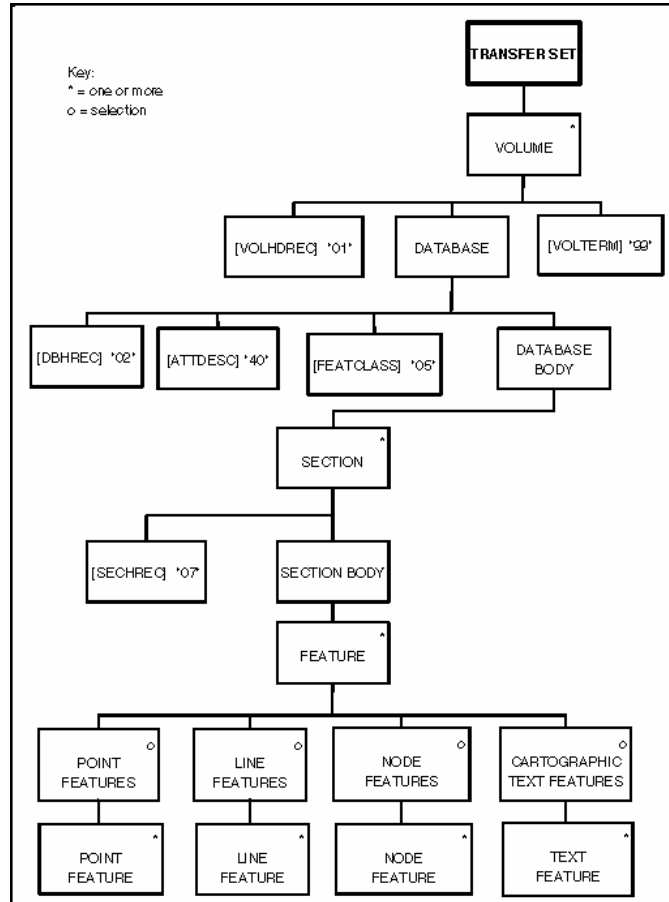 TRANSFER SET
Key:
* = one or more
o = selection
*
VOLUME
[VOLHDREC] '01'
DATABASE
[VOLTERM] '99'
[DBHREC] '02'
[ATTDESC] '40'
[FEATCLASS] '05'
DATABASE
BODY
*
SECTION
[SECHREC] '07'
SECTION BODY
*
FEATURE
o
POINT
FEATURES
o
LINE
FEATURES
o
NODE
FEATURES
o
CARTOGRAPHIC
TEXT FEATURES
*
POINT
FEATURE
*
LINE
FEATURE
*
NODE
FEATURE
*
TEXT
FEATURE